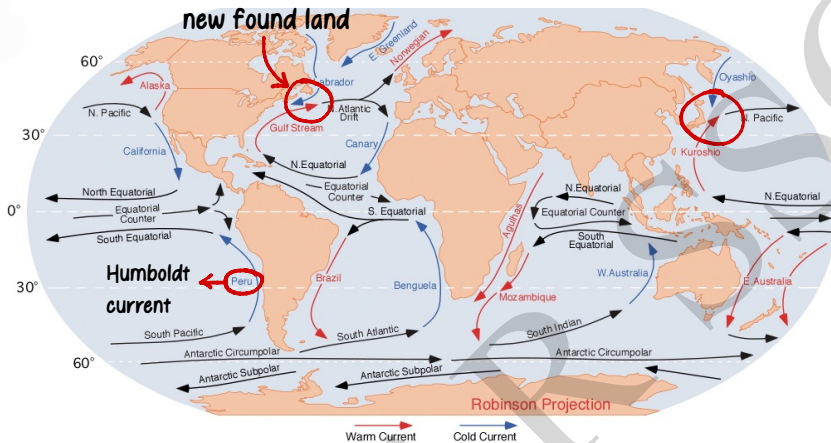 new found land
60°
E. Greenland
Norwegian
Alaska
abrador
Oyashio
N. Pacific
N. Atlantic
Drift
N. Pacific
Gulf Stream
30°
California
Canary
Kuroshio
N.Equatorial
North Equatorial
Equatorial
Counter
N.Equatorial
N.Equatorial
0°
Equatorial
Counter
S. Equatorial
Agulhas
Equatorial Counter
South Equatorial
South
Equatorial
Humboldt
current
Peru
Brazil
Benguela
Mozambique
W.Australia
E.Australia
30°
South Pacific
South Atlantic
South Indian
Antarctic Circumpolar
Antarctic Circumpolar
60°
Antarctic Subpolar
Antarctic Subpolar
Robinson Projection
Warm Current
Cold Current